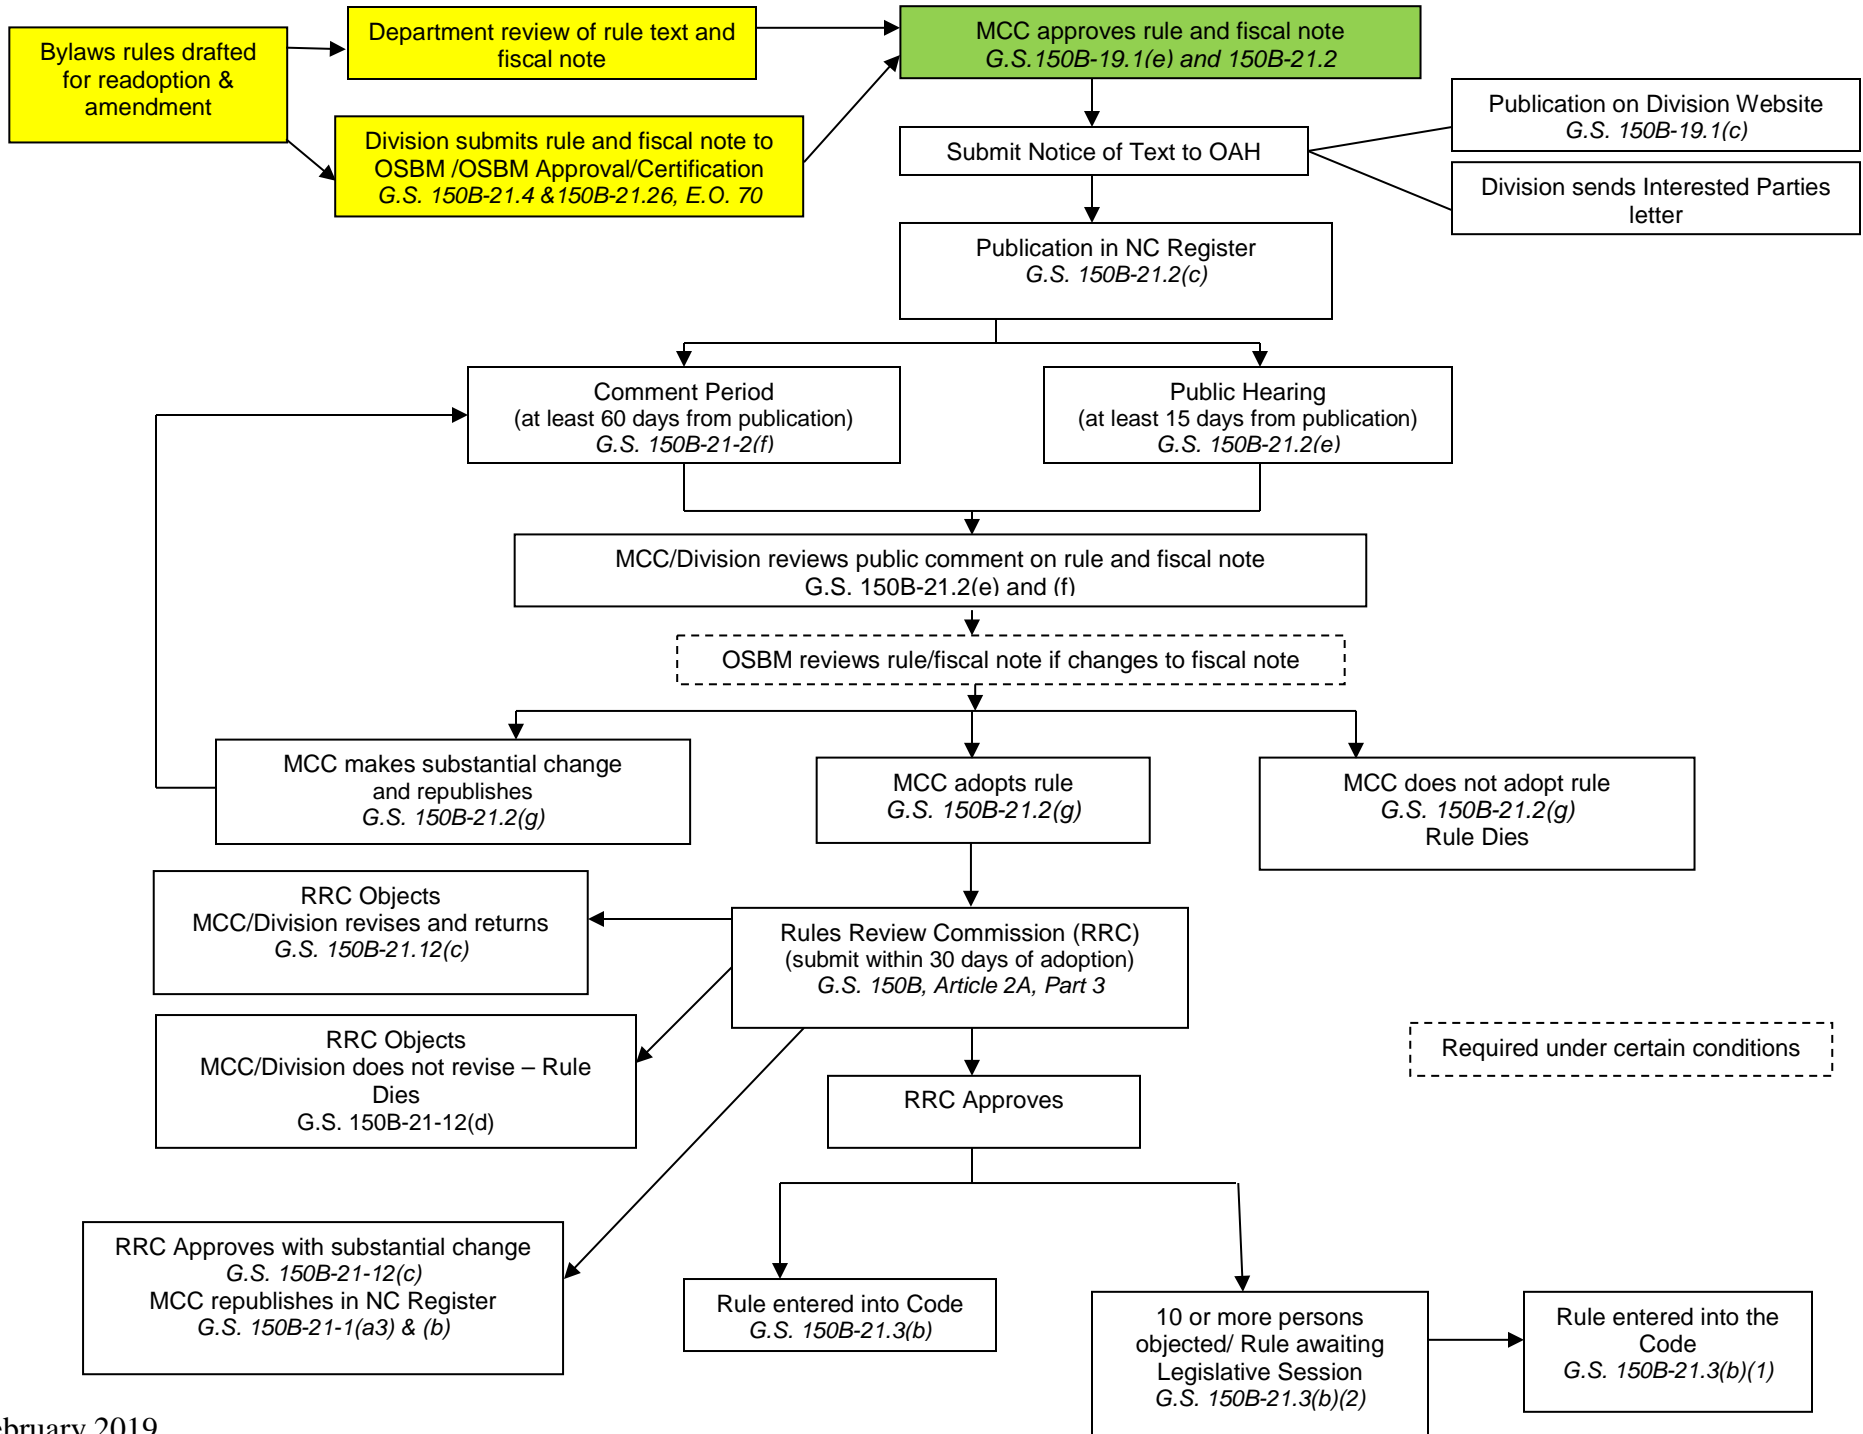 Bylaws rules drafted
for readoption &
amendment
Department review of rule text and
fiscal note
MCC approves rule and fiscal note
G.S.150B-19.1(e) and 150B-21.2
Division submits rule and fiscal note to
OSBM /OSBM Approval/Certification
G.S. 150B-21.4 &150B-21.26, E.O. 70
Publication on Division Website
G.S. 150B-19.1(c)
Submit Notice of Text to OAH
Division sends Interested Parties
letter
Publication in NC Register
G.S. 150B-21.2(c)
Comment Period
(at least 60 days from publication)
G.S. 150B-21-2(f)
Public Hearing
(at least 15 days from publication)
G.S. 150B-21.2(e)
MCC/Division reviews public comment on rule and fiscal note
G.S. 150B-21.2(e) and (f)
OSBM reviews rule/fiscal note if changes to fiscal note
MCC makes substantial change
and republishes
G.S. 150B-21.2(g)
MCC adopts rule
G.S. 150B-21.2(g)
MCC does not adopt rule
G.S. 150B-21.2(g)
Rule Dies
RRC Objects
MCC/Division revises and returns
G.S. 150B-21.12(c)
Rules Review Commission (RRC)
(submit within 30 days of adoption)
G.S. 150B, Article 2A, Part 3
RRC Objects
MCC/Division does not revise – Rule
Dies
G.S. 150B-21-12(d)
Required under certain conditions
RRC Approves
RRC Approves with substantial change
G.S. 150B-21-12(c)
MCC republishes in NC Register
G.S. 150B-21-1(a3) & (b)
Rule entered into Code
G.S. 150B-21.3(b)
10 or more persons
objected/ Rule awaiting
Legislative Session
G.S. 150B-21.3(b)(2)
Rule entered into the
Code
G.S. 150B-21.3(b)(1)
ebruary 2019